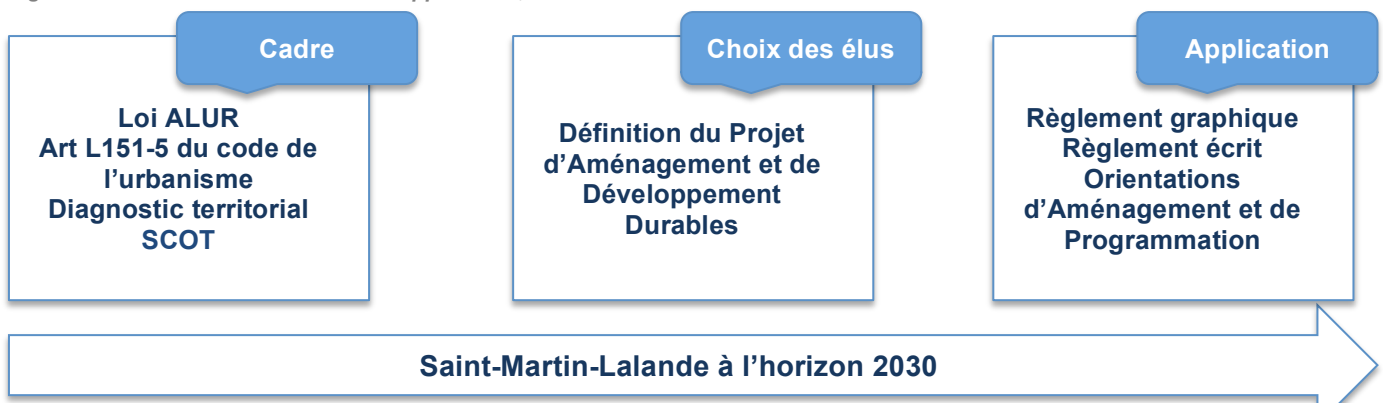 Cadre
Loi ALUR
Art L151-5 du code de
l’urbanisme
Diagnostic territorial
SCOT
Choix des élus
Définition du Projet
d’Aménagement et de
Développement
Durables
Application
Règlement graphique
Règlement écrit
Orientations
d’Aménagement et de
Programmation
Saint-Martin-Lalande à l’horizon 2030